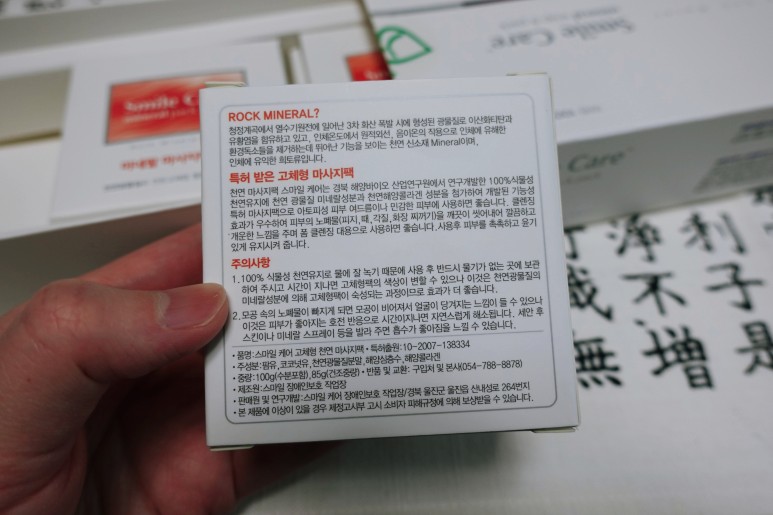 ROCK MINERAL?
청정계곡에서 열수기원전에 일어난 3차 화산 폭발 시에 형성된 광물질로 이산화티탄과
유황염을 함유하고 있고, 인체온도에서 원적외선, 음이온의 작용으로 인체에 유해한
환경독소들을 제거하는데 뛰어난 기능을 보이는 천연 신소재 Mineral이며,
인체에 유익한 희토류입니다.
특허 받은 고체형 마사지팩
천연 마사지팩 스마일 케어는 경북 해양바이오 산업연구원에서 연구개발한 100%식물성
천연유지에 천연 광물질 미네랄성분과 천연해양콜라겐 성분을 첨가하여 개발된 기능성
특허 마사지팩으로 아토피성 피부 여드름이나 민감한 피부에 사용하면 좋습니다. 클렌징
효과가 우수하여 피부의 노폐물(피지,때,각질,화장 찌꺼기)을 깨끗이 씻어내어 깔끔하고
개운한 느낌을 주며 폼 클렌징 대용으로 사용하면 좋습니다. 사용후 피부를 촉촉하고 윤기
있게 유지시켜 줍니다.
주의사항
1.100% 식물성 천연유지로 물에 잘 녹기 때문에 사용 후 반드시 물기가 없는 곳에 보관
하여 주시고 시간이 지나면 고체형팩의 색상이 변할 수 있으나 이것은 천연광물질의
미네랄성분에 의해 고체형팩이 숙성되는 과정이므로 효과가 더 좋습니다.
2.모공 속의 노폐물이 빠지게 되면 모공이 비어져서 얼굴이 당겨지는 느낌이 들 수 있으나
이것은 피부가 좋아지는 호전 반응으로 시간이지나면 자연스럽게 해소됩니다. 세안 후
스킨이나 미네랄 스프레이 등을 발라 주면 흡수가 좋아짐을 느낄 수 있습니다.
• 품명:스마일 케어 고체형 천연 마사지팩 • 특허출원:10-2007-138334
• 주성분:팜유,코코넛유,천연광물질분말,해양심층수,해양콜라겐
• 중량:100g(수분포함),85g(건조중량) • 반품 및 교환: 구입처 및 본사(054-788-8878)
• 제조원:스마일 장애인보호 작업장
• 판매원 및 연구개발:스마일 케어 장애인보호 작업장/경북 울진군 울진읍 신내성로 264번지
• 본 제품에 이상이 있을 경우 재정고시부 고시 소비자 피해규정에 의해 보상받을 수 있습니다.
Smile C
미네랄 마사지
Smile Care
Care
淨利
不子
無增是